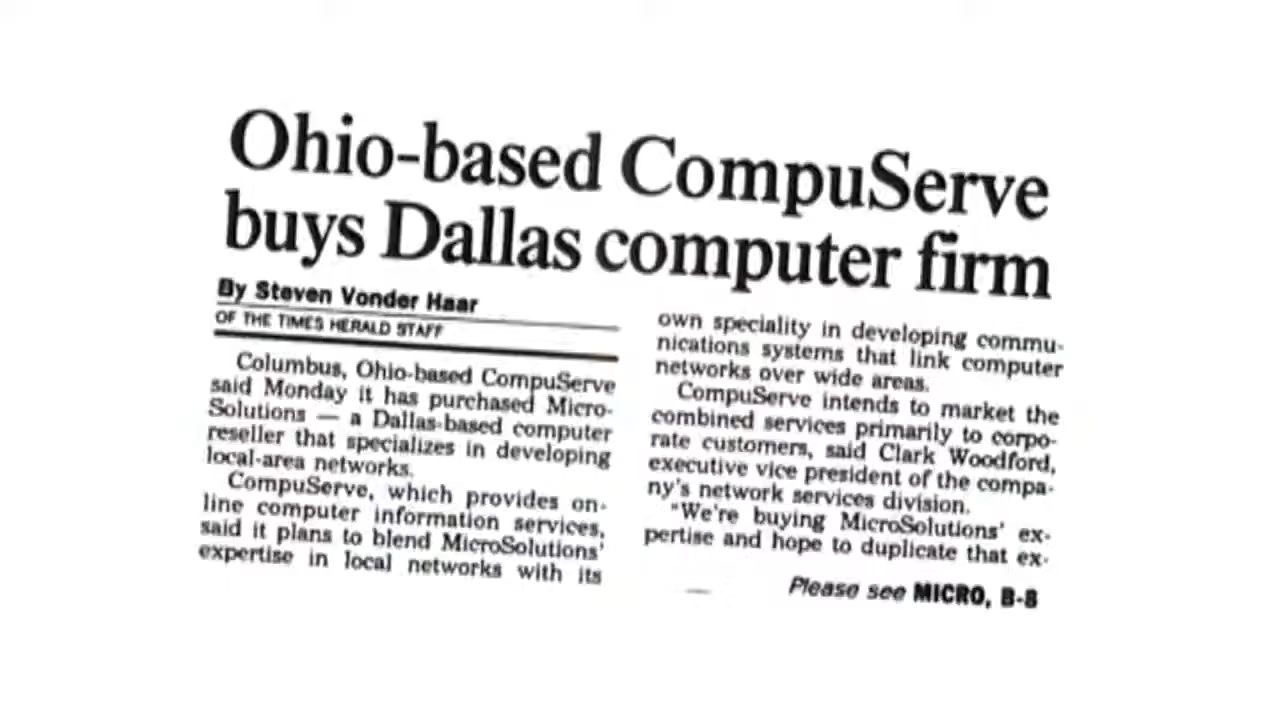 Ohio-based CompuServe
buys Dallas computer firm
By Steven Vonder Haar
OF THE TIMES HERALD STAFF
Columbus, Ohio-based CompuServe
said Monday it has purchased Micro-
Solutions — a Dallas-based computer
reseller that specializes in developing
local-area networks.
CompuServe, which provides on-
line computer information services,
said it plans to blend MicroSolutions'
expertise in local networks with its
own speciality in developing commu-
nications systems that link computer
networks over wide areas.
CompuServe intends to market the
combined services primarily to corpo-
rate customers, said Clark Woodford,
executive vice president of the compa-
ny's network services division.
"We're buying MicroSolutions' ex-
pertise and hope to duplicate that ex-
Please see MICRO, B-8